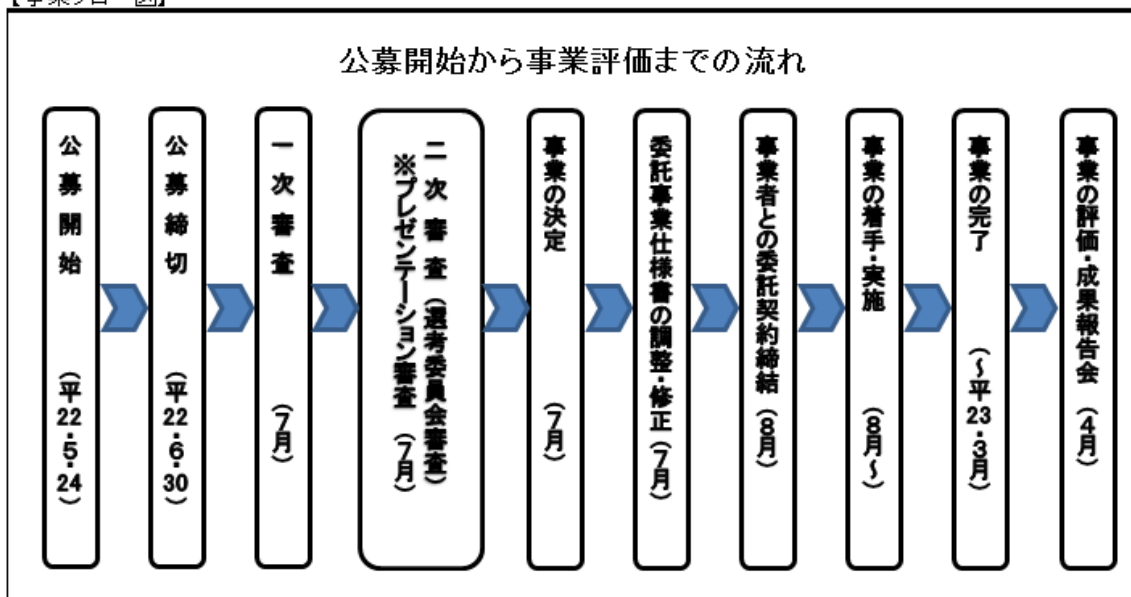 【事業フロー図】
公募開始から事業評価までの流れ
公募開始 （平22・5・24）
公募締切 （平22・6・30）
一次審査 （7月）
二次審査（選考委員会審査）
※プレゼンテーション審査 （7月）
事業の決定 （7月）
委託事業仕様書の調整・修正（7月）
事業者との委託契約締結（8月）
事業の着手・実施 （8月～）
事業の完了 （～平23・3月）
事業の評価・成果報告会 （4月）